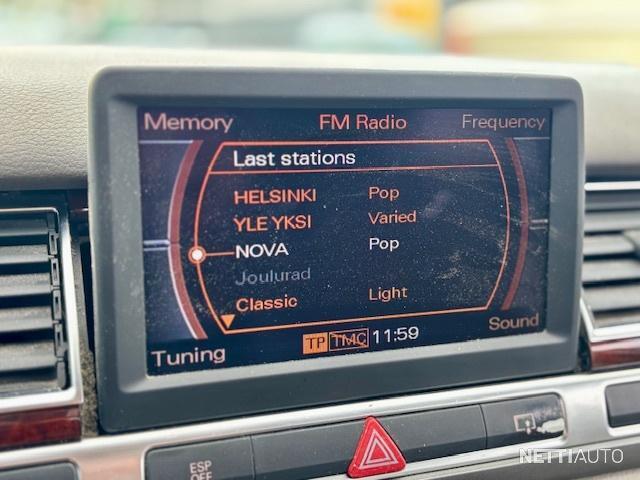 Memory FM Radio Frequency
Last stations
HELSINKI Pop
YLE YKSI Varied
NOVA Pop
Joulurad
Classic Light
TP TMC 11:59
Tuning Sound
ESP
OFF
NETTIAUTO